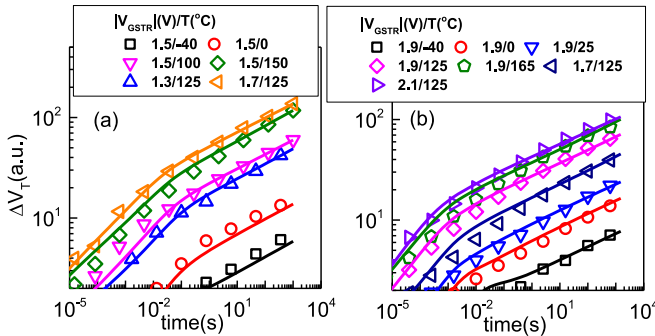 |V_GSTR|(V)/T(°C)
1.5/-40 1.5/0
1.5/100 1.5/150
1.3/125 1.7/125
|V_GSTR|(V)/T(°C)
1.9/-40 1.9/0 1.9/25
1.9/125 1.9/165 1.7/125
2.1/125
(a)
(b)
ΔV_T(a.u.)
10^2
10^1
10^2
10^1
10^-5 10^-2 10^1 10^4
10^-5 10^-2 10^1 10^4
time(s)
time(s)